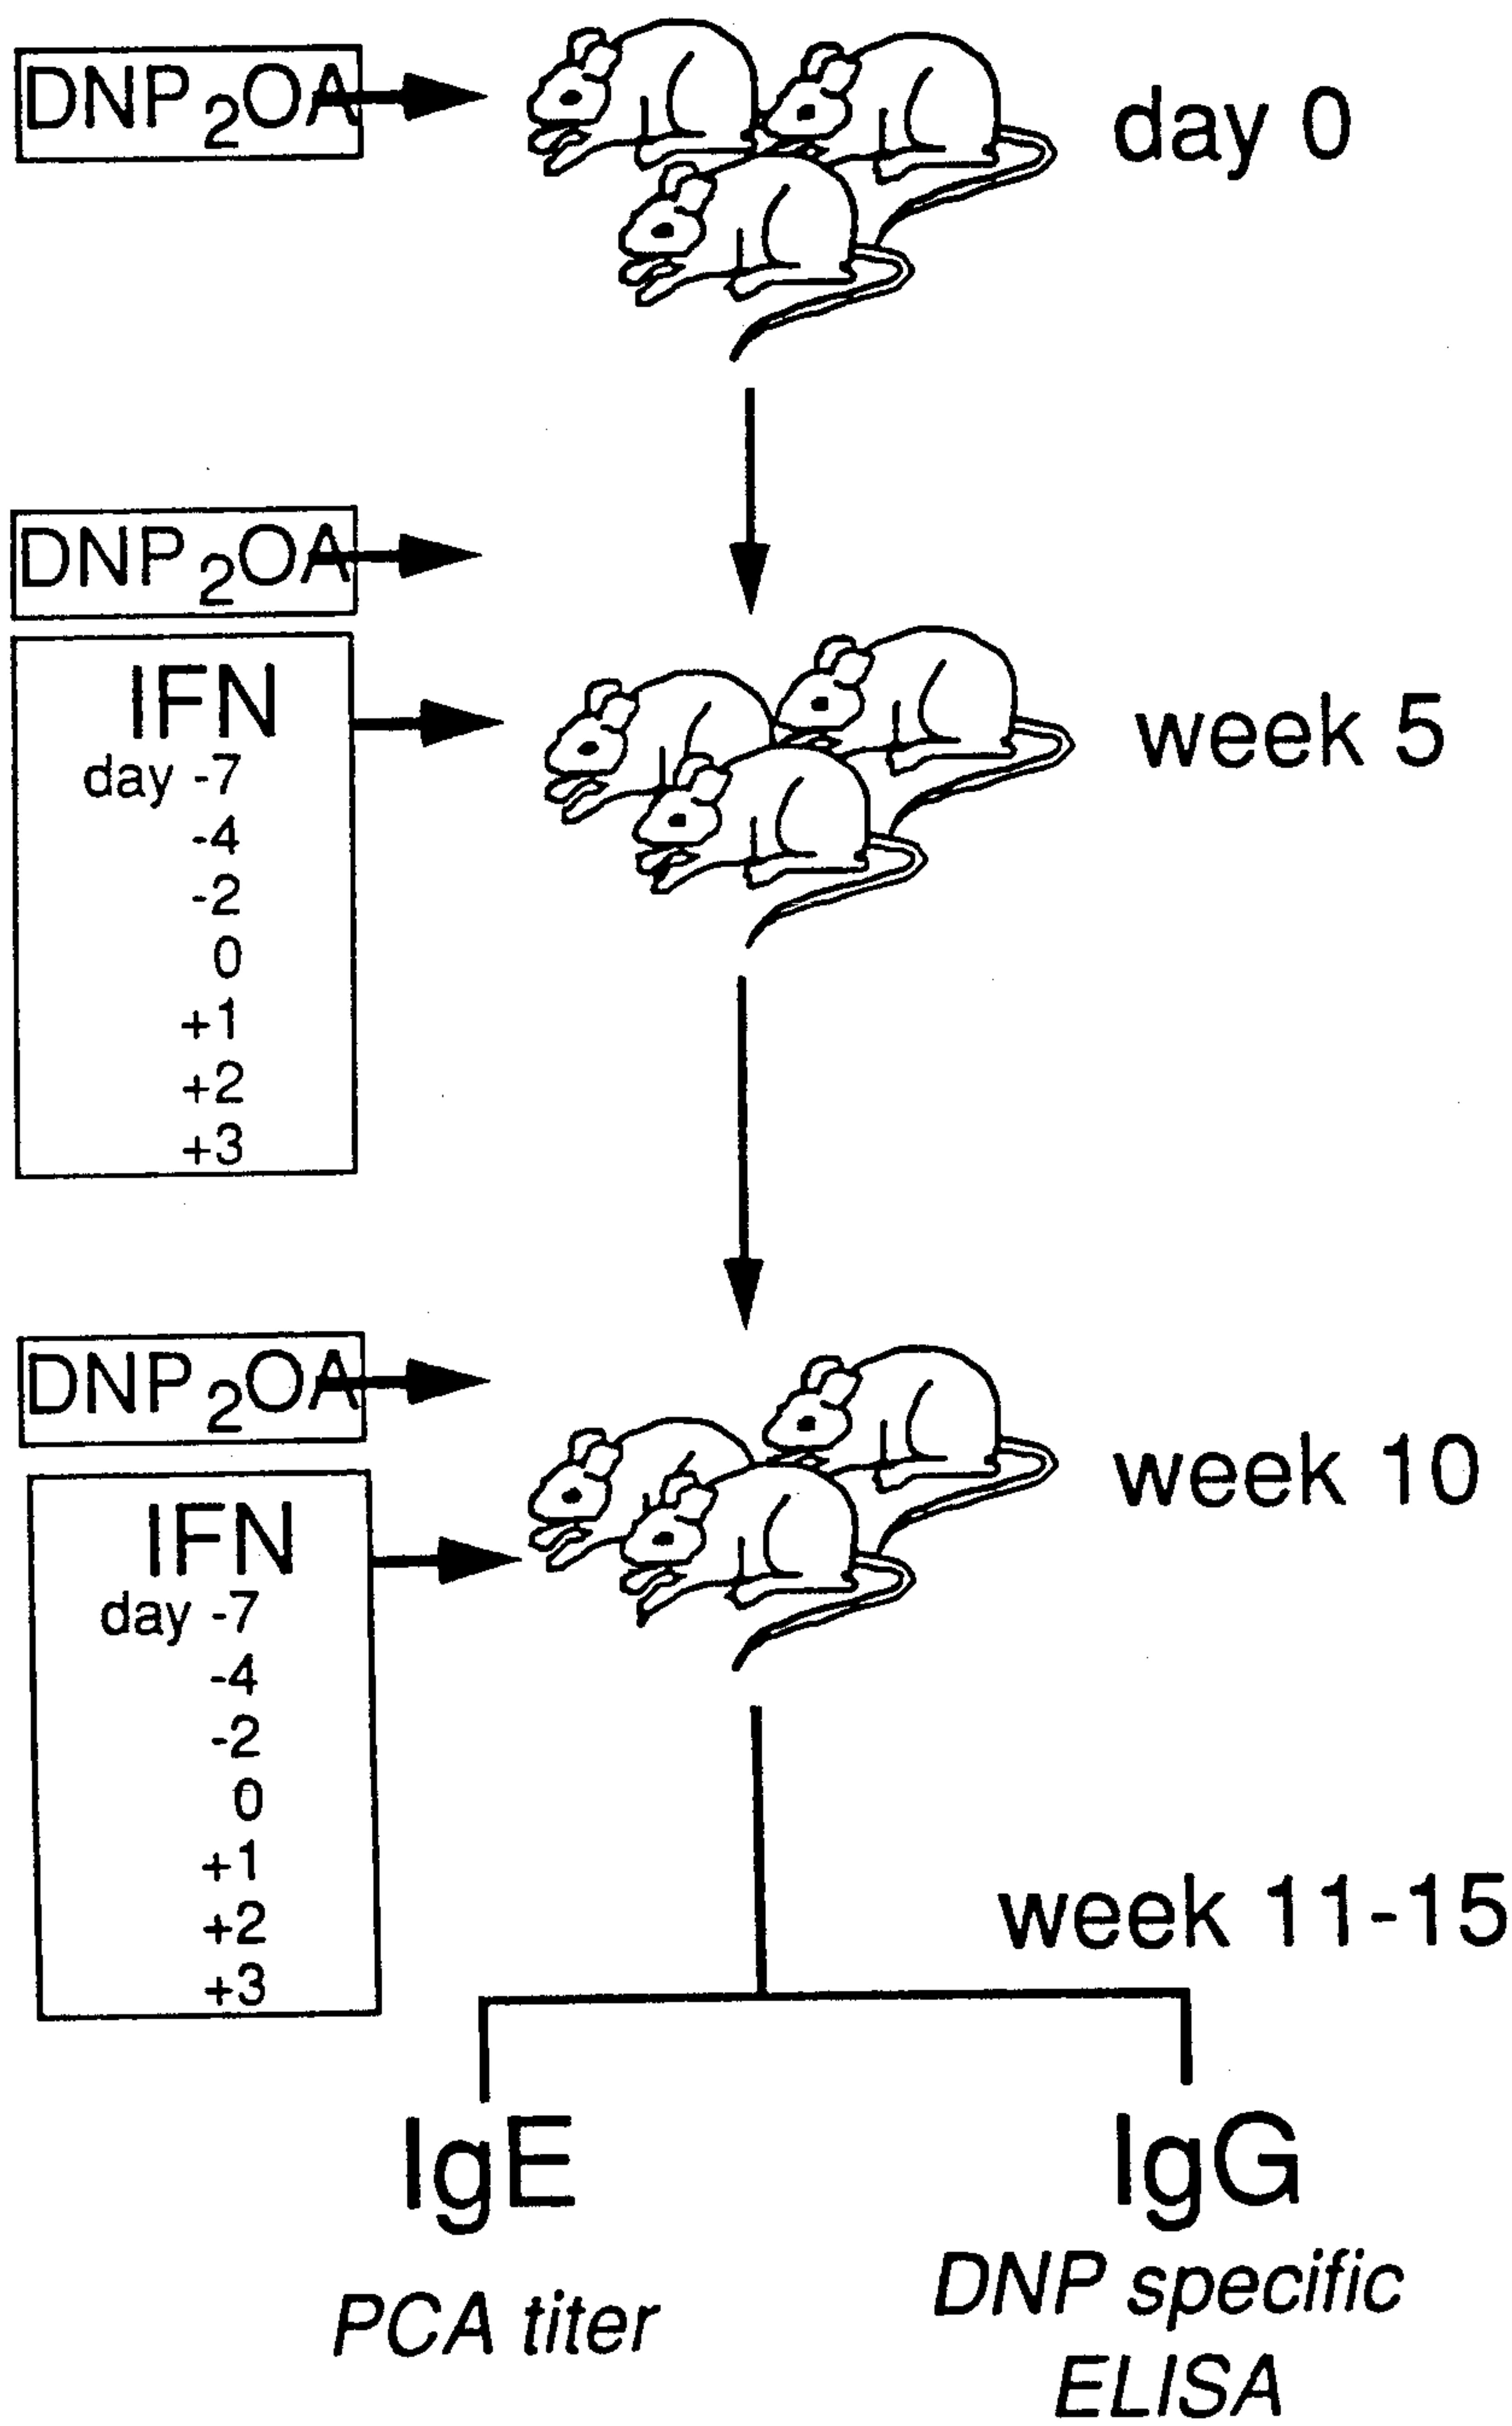 DNP2OA
day 0
DNP2OA
IFN
day -7
-4
-2
0
+1
+2
+3
week 5
DNP2OA
IFN
day -7
-4
-2
0
+1
+2
+3
week 10
week 11-15
IgE
PCA titer
IgG
DNP specific
ELISA